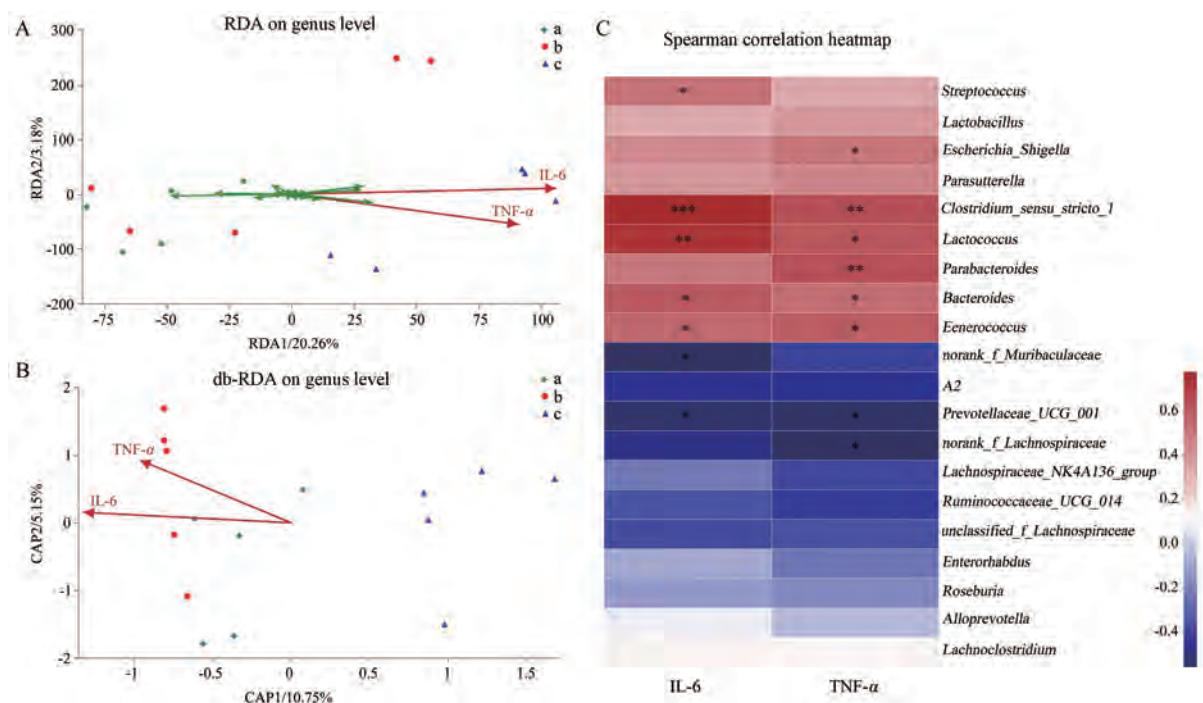 A
RDA on genus level
a
b
c
300
200
100
0
-100
-200
RDA2/3.18%
IL-6
TNF-α
-75
-50
-25
0
25
50
75
100
RDA1/20.26%
B
db-RDA on genus level
a
b
c
2
1
0
-1
-2
CAP2/5.15%
TNF-α
IL-6
-1
-0.5
0
0.5
1
1.5
CAP1/10.75%
C
Spearman correlation heatmap
* Streptococcus
Lactobacillus
* Escherichia_Shigella
Parasutterella
*** ** Clostridium_sensu_stricto_1
** * Lactococcus
** Parabacteroides
* * Bacteroides
* * Eenerococcus
* norank_f_Muribaculaceae
A2
* * Prevotellaceae_UCG_001
* norank_f_Lachnospiraceae
Lachnospiraceae_NK4A136_group
Ruminococcaceae_UCG_014
unclassified_f_Lachnospiraceae
Enterorhabdus
Roseburia
Alloprevotella
Lachnoclostridium
IL-6 TNF-α
0.6
0.4
0.2
0.0
-0.2
-0.4